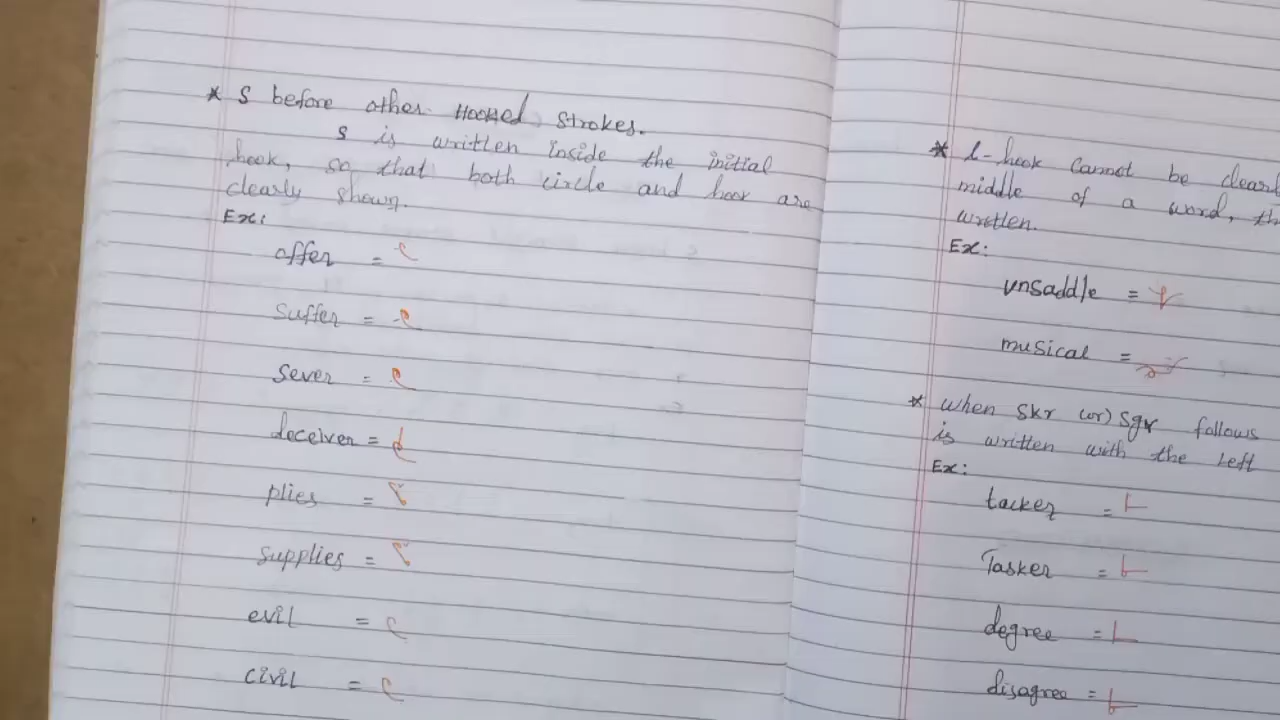 * S before other Hooked strokes.
S is written inside the initial
hook, so that both circle and hook are
clearly shown.
Ex:
offer =
suffer =
sever =
deceiver =
plies =
supplies =
evil =
civil =
* L-hook cannot be clearl
middle of a word, th
written.
Ex:
unsaddle =
musical =
* when skr (or) sgr follows
is written with the Left
Ex:
tacker =
Tasker =
degree =
disagree =